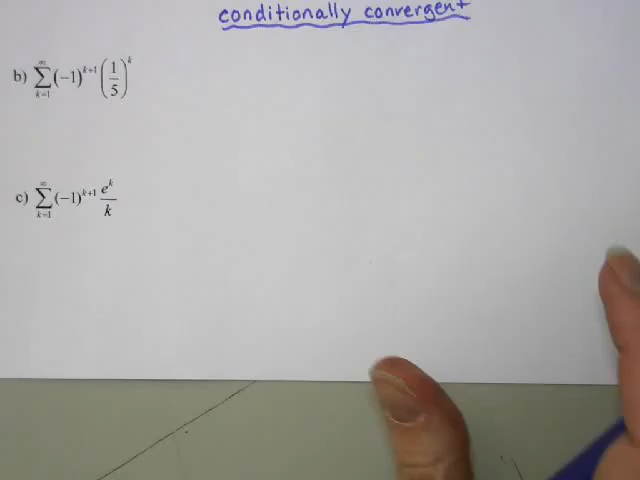 conditionally convergent
b) ∑_{k=1}^{∞} (−1)^{k+1} (1/5)^k
c) ∑_{k=1}^{∞} (−1)^{k+1} e^k/k